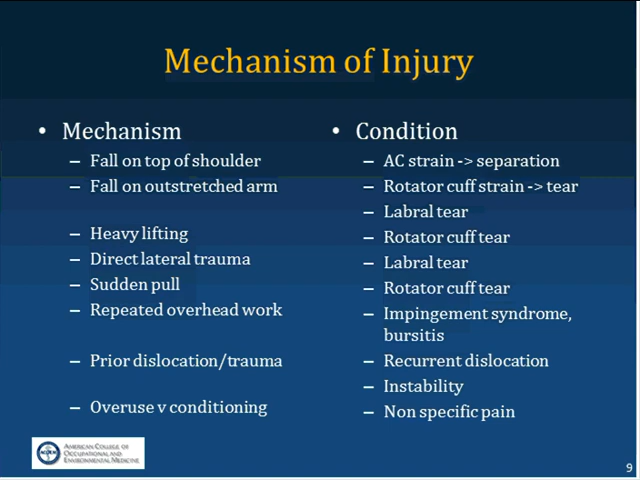 Mechanism of Injury
• Mechanism
– Fall on top of shoulder
– Fall on outstretched arm
– Heavy lifting
– Direct lateral trauma
– Sudden pull
– Repeated overhead work
– Prior dislocation/trauma
– Overuse v conditioning
• Condition
– AC strain -> separation
– Rotator cuff strain -> tear
– Labral tear
– Rotator cuff tear
– Labral tear
– Rotator cuff tear
– Impingement syndrome,
bursitis
– Recurrent dislocation
– Instability
– Non specific pain
American College of
Occupational and
Environmental Medicine
9